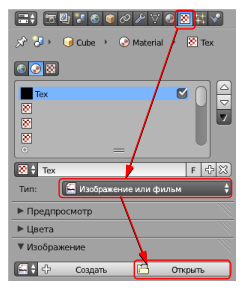 Cube Material Tex
Tex
Tex F
Тип: Изображение или фильм
Предпросмотр
Цвета
Изображение
Создать Открыть